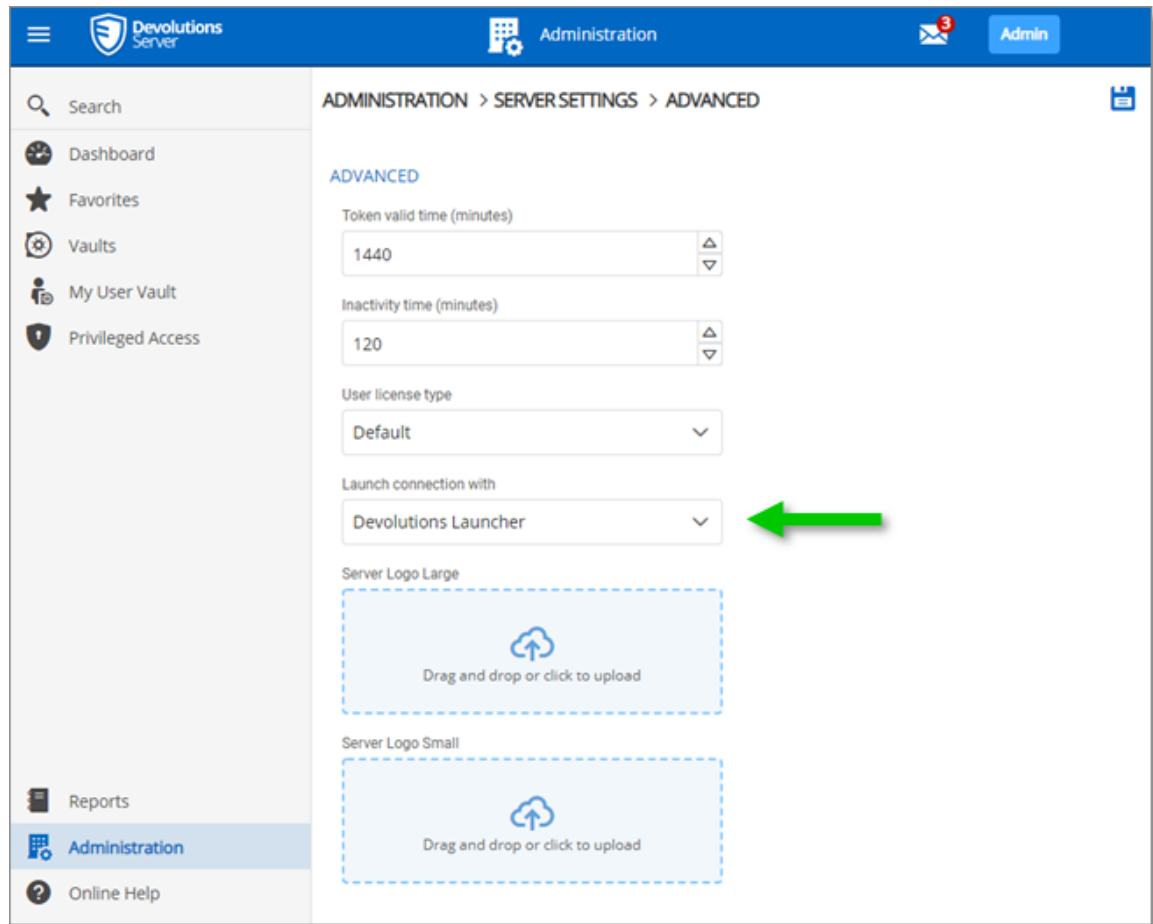 Devolutions
Server
Administration
3
Admin
Search
Dashboard
Favorites
Vaults
My User Vault
Privileged Access
Reports
Administration
Online Help
ADMINISTRATION > SERVER SETTINGS > ADVANCED
ADVANCED
Token valid time (minutes)
1440
Inactivity time (minutes)
120
User license type
Default
Launch connection with
Devolutions Launcher
Server Logo Large
Drag and drop or click to upload
Server Logo Small
Drag and drop or click to upload